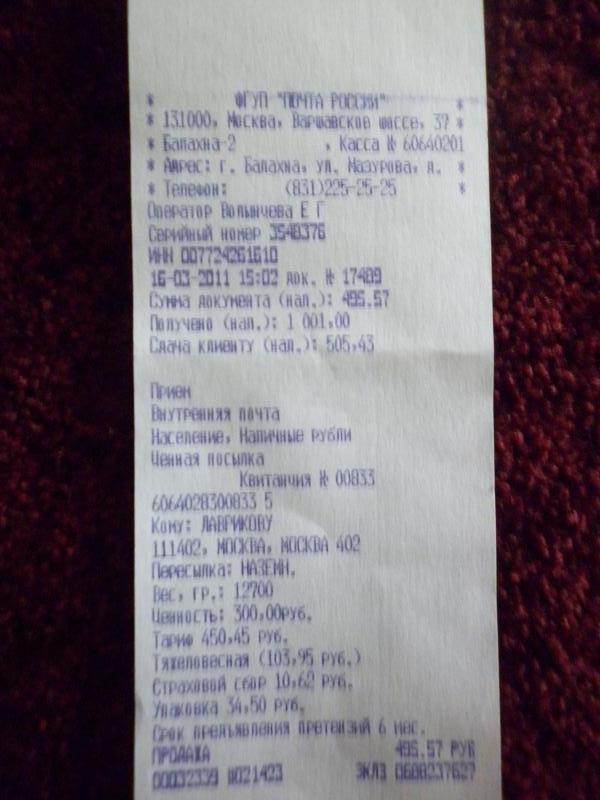 * ФГУП "ПОЧТА РОССИИ" *
* 131000, Москва, Варшавское шоссе, 37 *
* Балахна-2 , Касса № 60640201
* Адрес: г. Балахна, ул. Мазурова, д. *
* Телефон: (831)225-25-25 *
Оператор Волынчева Е Г
Серийный номер 3548376
ИНН 007724261610
16-03-2011 15:02 док. № 17489
Сумма документа (нал.): 495.57
Получено (нал.): 1 001,00
Сдача клиенту (нал.): 505,43
Прием
Внутренняя почта
Население, Наличные рубли
Ценная посылка
Квитанция № 00833
6064028300833 5
Кому: ЛАВРИКОВУ
111402, МОСКВА, МОСКВА 402
Пересылка: НАЗЕМН.
Вес, гр.: 12700
Ценность: 300,00руб.
Тариф 450,45 руб.
Тяжеловесная (103,95 руб.)
Страховой сбор 10,62 руб.
Упаковка 34,50 руб.
Срок предъявления претензий 6 мес.
ПРОДАЖА 495.57 РУБ
00032339 #021423 ЭКЛЗ 0688237627